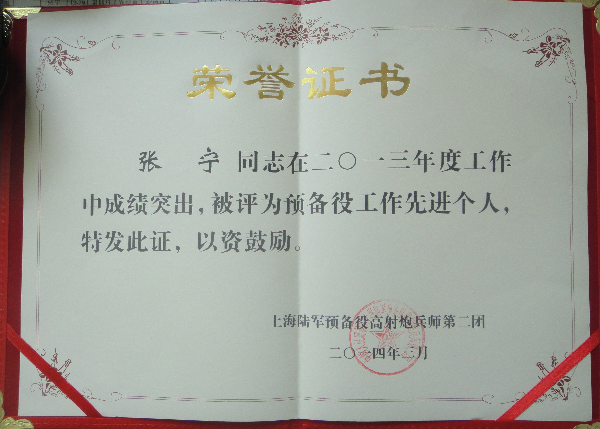 荣誉证书
张宁 同志在二〇一三年度工作
中成绩突出，被评为预备役工作先进个人，
特发此证，以资鼓励。
上海陆军预备役高射炮兵师第二团
二〇一四年二月